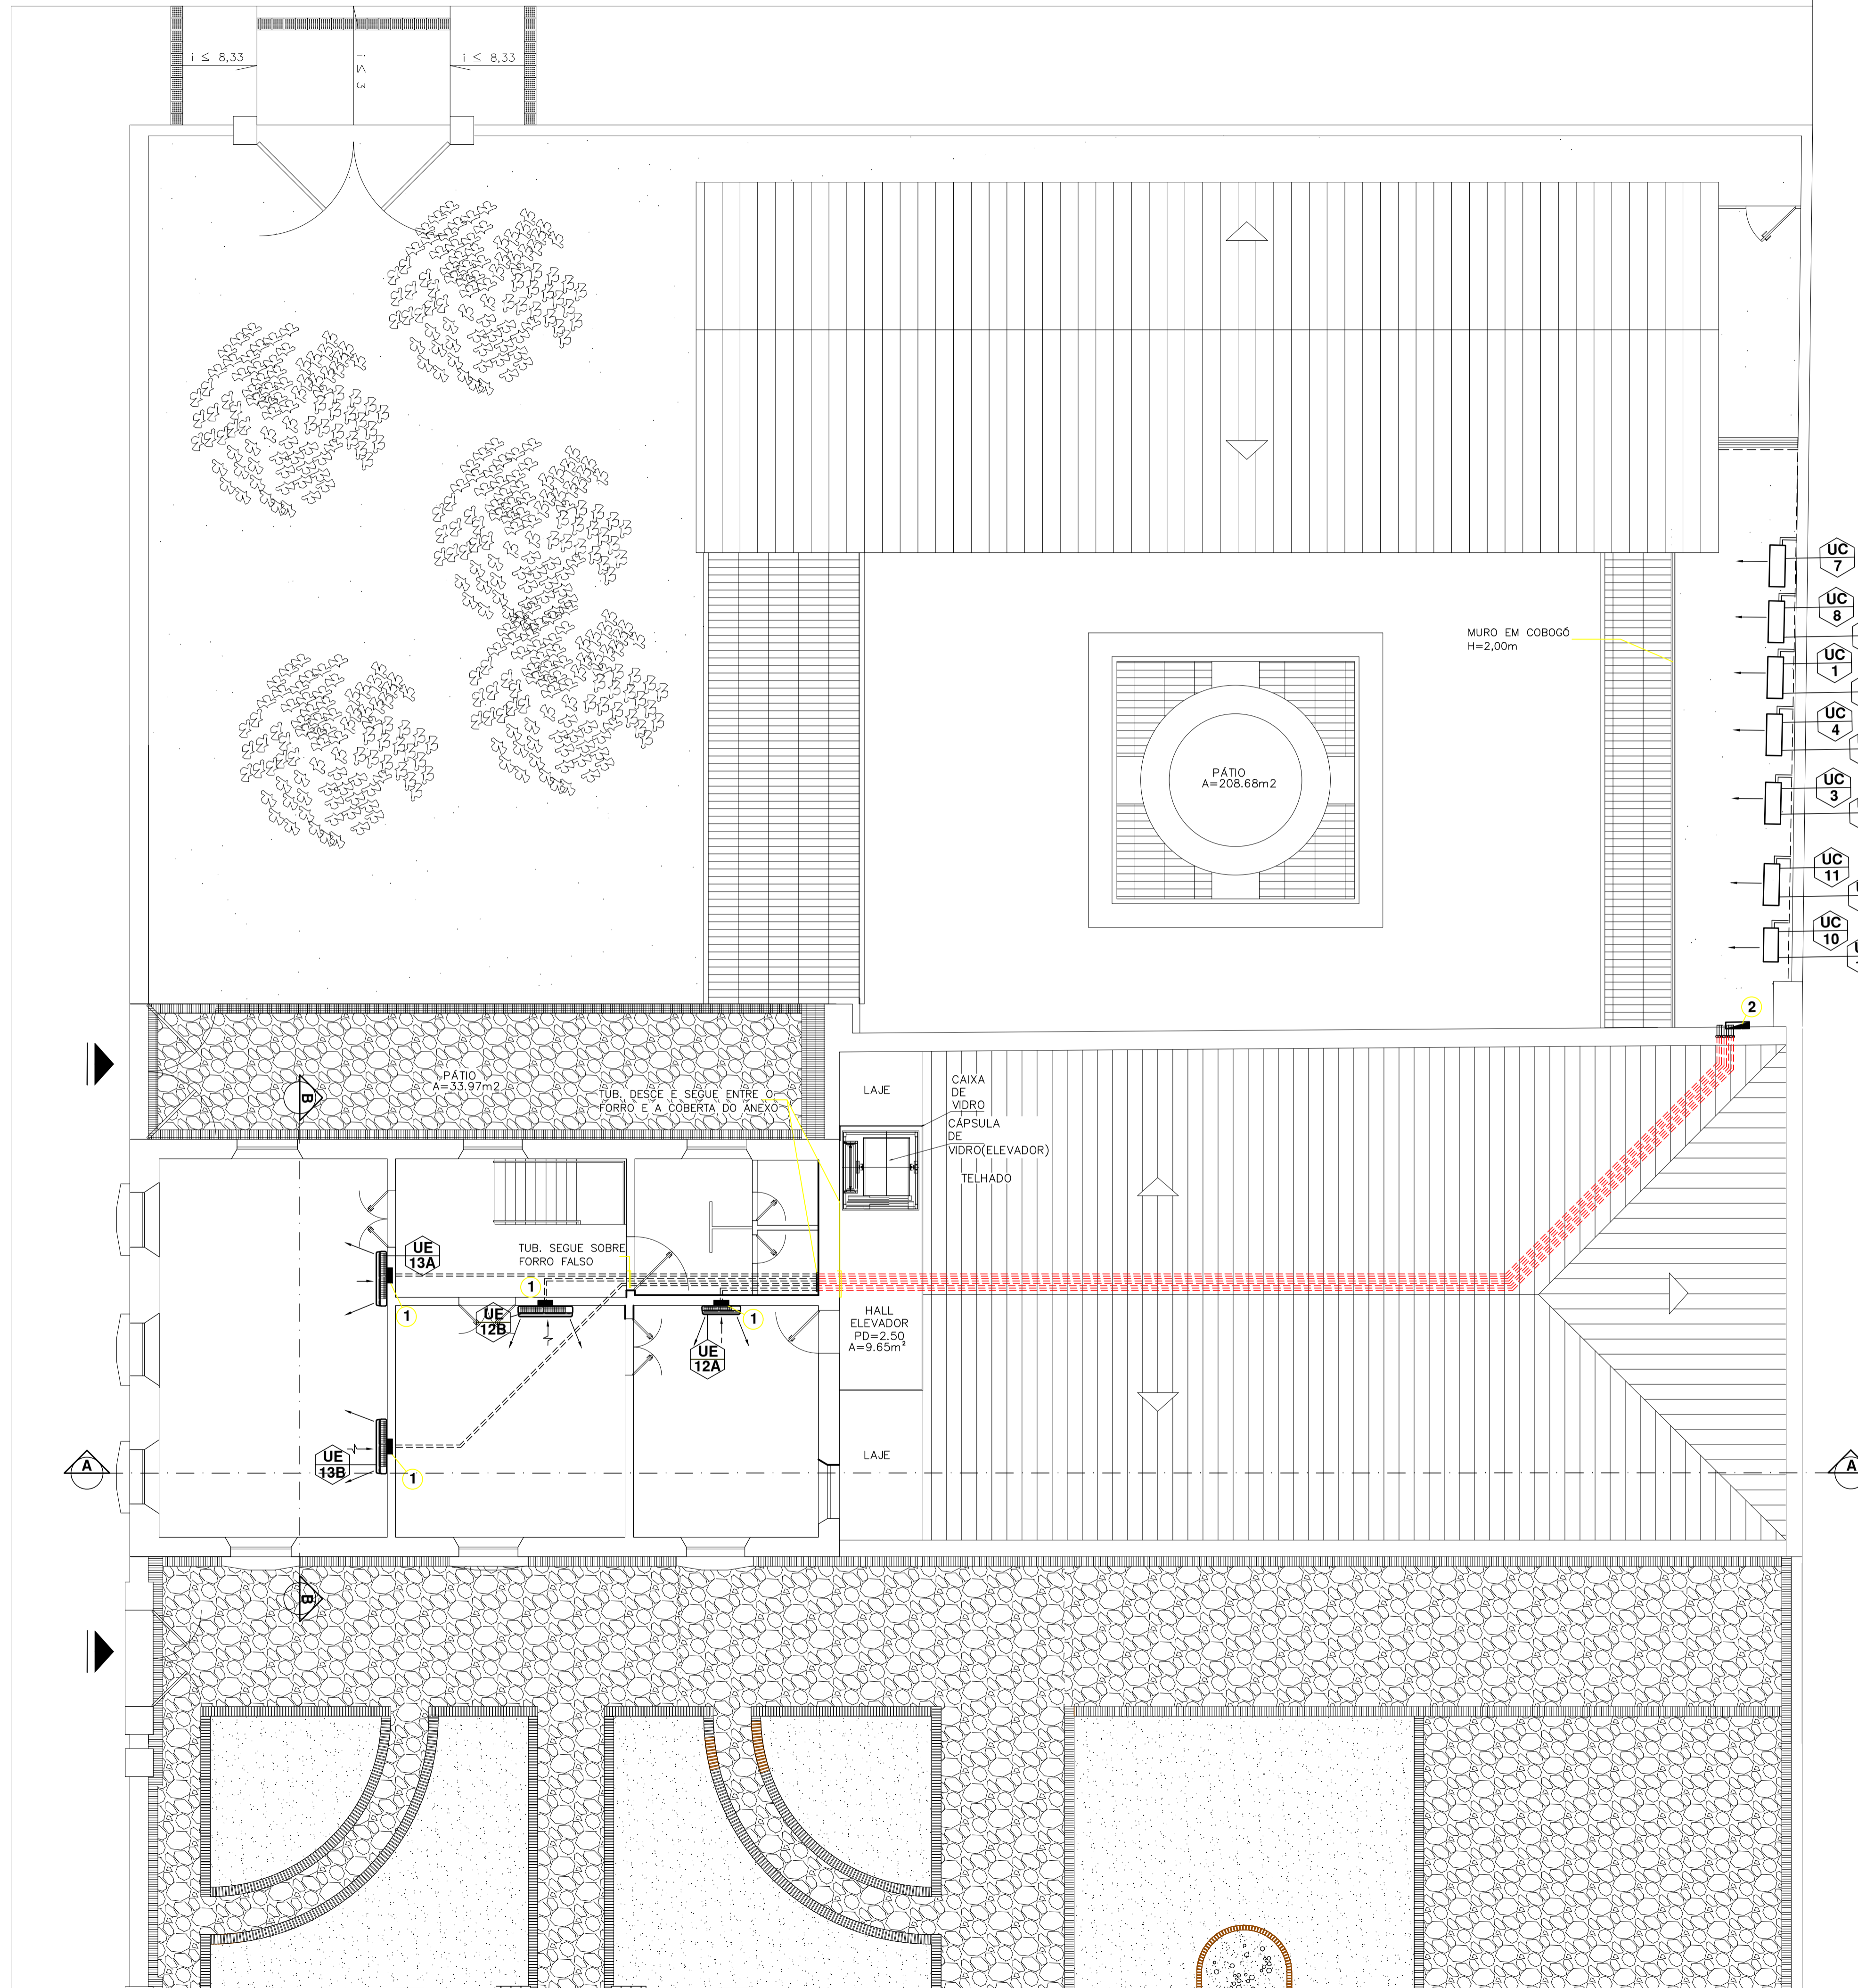 i ≤ 8,33
i ≤ 3
i ≤ 8,33
UC
7
UC
8
UC
1
UC
4
UC
3
UC
11
UC
10
MURO EM COBOGÓ
H=2,00m
PÁTIO
A=208.68m2
2
PÁTIO
A=33.97m2
B
TUB. DESCE E SEGUE ENTRE O
FORRO E A COBERTA DO ANEXO
LAJE
CAIXA
DE
VIDRO
CÁPSULA
DE
VIDRO(ELEVADOR)
TELHADO
UE
13A
TUB. SEGUE SOBRE
FORRO FALSO
1
1
UE
12B
1
UE
12A
HALL
ELEVADOR
PD=2.50
A=9.65m²
UE
13B
1
LAJE
A
A
B